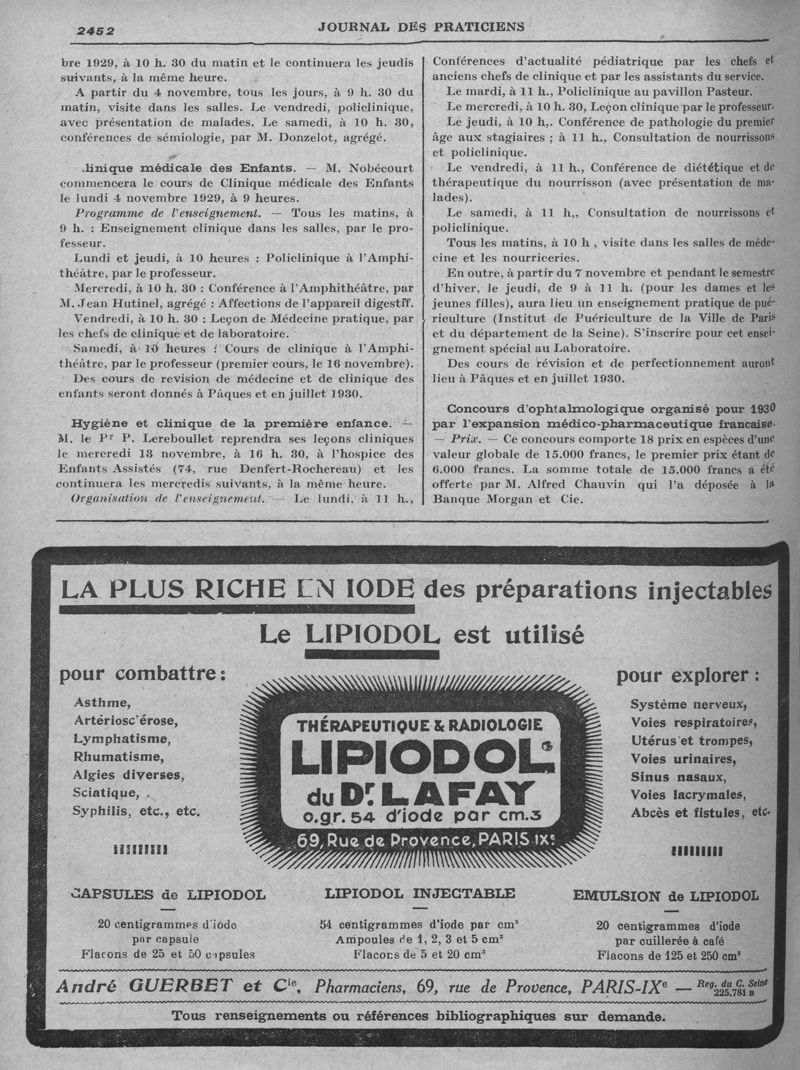 2452
JOURNAL DES PRATICIENS
bre 1929, à 10 h. 30 du matin et le continuera les jeudis
suivants, à la même heure.
A partir du 4 novembre, tous les jours, à 9 h. 30 du
matin, visite dans les salles. Le vendredi, policlinique,
avec présentation de malades. Le samedi, à 10 h. 30,
conférences de sémiologie, par M. Donzelot, agrégé.
.linique médicale des Enfants. — M. Nobécourt
commencera le cours de Clinique médicale des Enfants
le lundi 4 novembre 1929, à 9 heures.
Programme de l'enseignement. — Tous les matins, à
9 h. : Enseignement clinique dans les salles, par le pro-
fesseur.
Lundi et jeudi, à 10 heures : Policlinique à l'Amphi-
théâtre, par le professeur.
Mercredi, à 10 h. 30 : Conférence à l'Amphithéâtre, par
M. Jean Hutinel, agrégé : Affections de l'appareil digestif.
Vendredi, à 10 h. 30 : Leçon de Médecine pratique, par
les chefs de clinique et de laboratoire.
Samedi, à 10 heures : Cours de clinique à l'Amphi-
théâtre, par le professeur (premier cours, le 16 novembre).
Des cours de revision de médecine et de clinique des
enfants seront donnés à Pâques et en juillet 1930.
Hygiène et clinique de la première enfance. —
M. le Pr P. Lereboullet reprendra ses leçons cliniques
le mercredi 13 novembre, à 16 h. 30, à l'hospice des
Enfants Assistés (74, rue Denfert-Rochereau) et les
continuera les mercredis suivants, à la même heure.
Organisation de l'enseignement. — Le lundi, à 11 h.,
Conférences d'actualité pédiatrique par les chefs et
anciens chefs de clinique et par les assistants du service.
Le mardi, à 11 h., Policlinique au pavillon Pasteur.
Le mercredi, à 10 h. 30, Leçon clinique par le professeur.
Le jeudi, à 10 h,. Conférence de pathologie du premier
âge aux stagiaires ; à 11 h., Consultation de nourrissons
et policlinique.
Le vendredi, à 11 h., Conférence de diététique et de
thérapeutique du nourrisson (avec présentation de ma-
lades).
Le samedi, à 11 h,, Consultation de nourrissons et
policlinique.
Tous les matins, à 10 h , visite dans les salles de méde-
cine et les nourriceries.
En outre, à partir du 7 novembre et pendant le semestre
d'hiver, le jeudi, de 9 à 11 h. (pour les dames et les
jeunes filles), aura lieu un enseignement pratique de pué-
riculture (Institut de Puériculture de la Ville de Paris
et du département de la Seine). S'inscrire pour cet ensei-
gnement spécial au Laboratoire.
Des cours de révision et de perfectionnement auront
lieu à Pâques et en juillet 1930.
Concours d'ophtalmologique organisé pour 1930
par l'expansion médico-pharmaceutique francaise.
— Prix. — Ce concours comporte 18 prix en espèces d'une
valeur globale de 15.000 francs, le premier prix étant de
6.000 francs. La somme totale de 15.000 francs a été
offerte par M. Alfred Chauvin qui l'a déposée à la
Banque Morgan et Cie.
LA PLUS RICHE EN IODE des préparations injectables
Le LIPIODOL est utilisé
pour combattre :
Asthme,
Artériosc'érose,
Lymphatisme,
Rhumatisme,
Algies diverses,
Sciatique,
Syphilis, etc., etc.
THÉRAPEUTIQUE & RADIOLOGIE
LIPIODOL
du Dr. LAFAY
0.gr. 54 d'iode par cm.3
69, Rue de Provence, PARIS IXe
pour explorer :
Système nerveux,
Voies respiratoires,
Utérus et trompes,
Voies urinaires,
Sinus nasaux,
Voies lacrymales,
Abcès et fistules, etc.
CAPSULES de LIPIODOL
20 centigrammes d'iode
par capsule
Flacons de 25 et 50 capsules
LIPIODOL INJECTABLE
54 centigrammes d'iode par cm³
Ampoules de 1, 2, 3 et 5 cm³
Flacons de 5 et 20 cm³
EMULSION de LIPIODOL
20 centigrammes d'iode
par cuillerée à café
Flacons de 125 et 250 cm³
André GUERBET et Cie, Pharmaciens, 69, rue de Provence, PARIS-IXe — Reg. du C. Seine 225.781 B
Tous renseignements ou références bibliographiques sur demande.